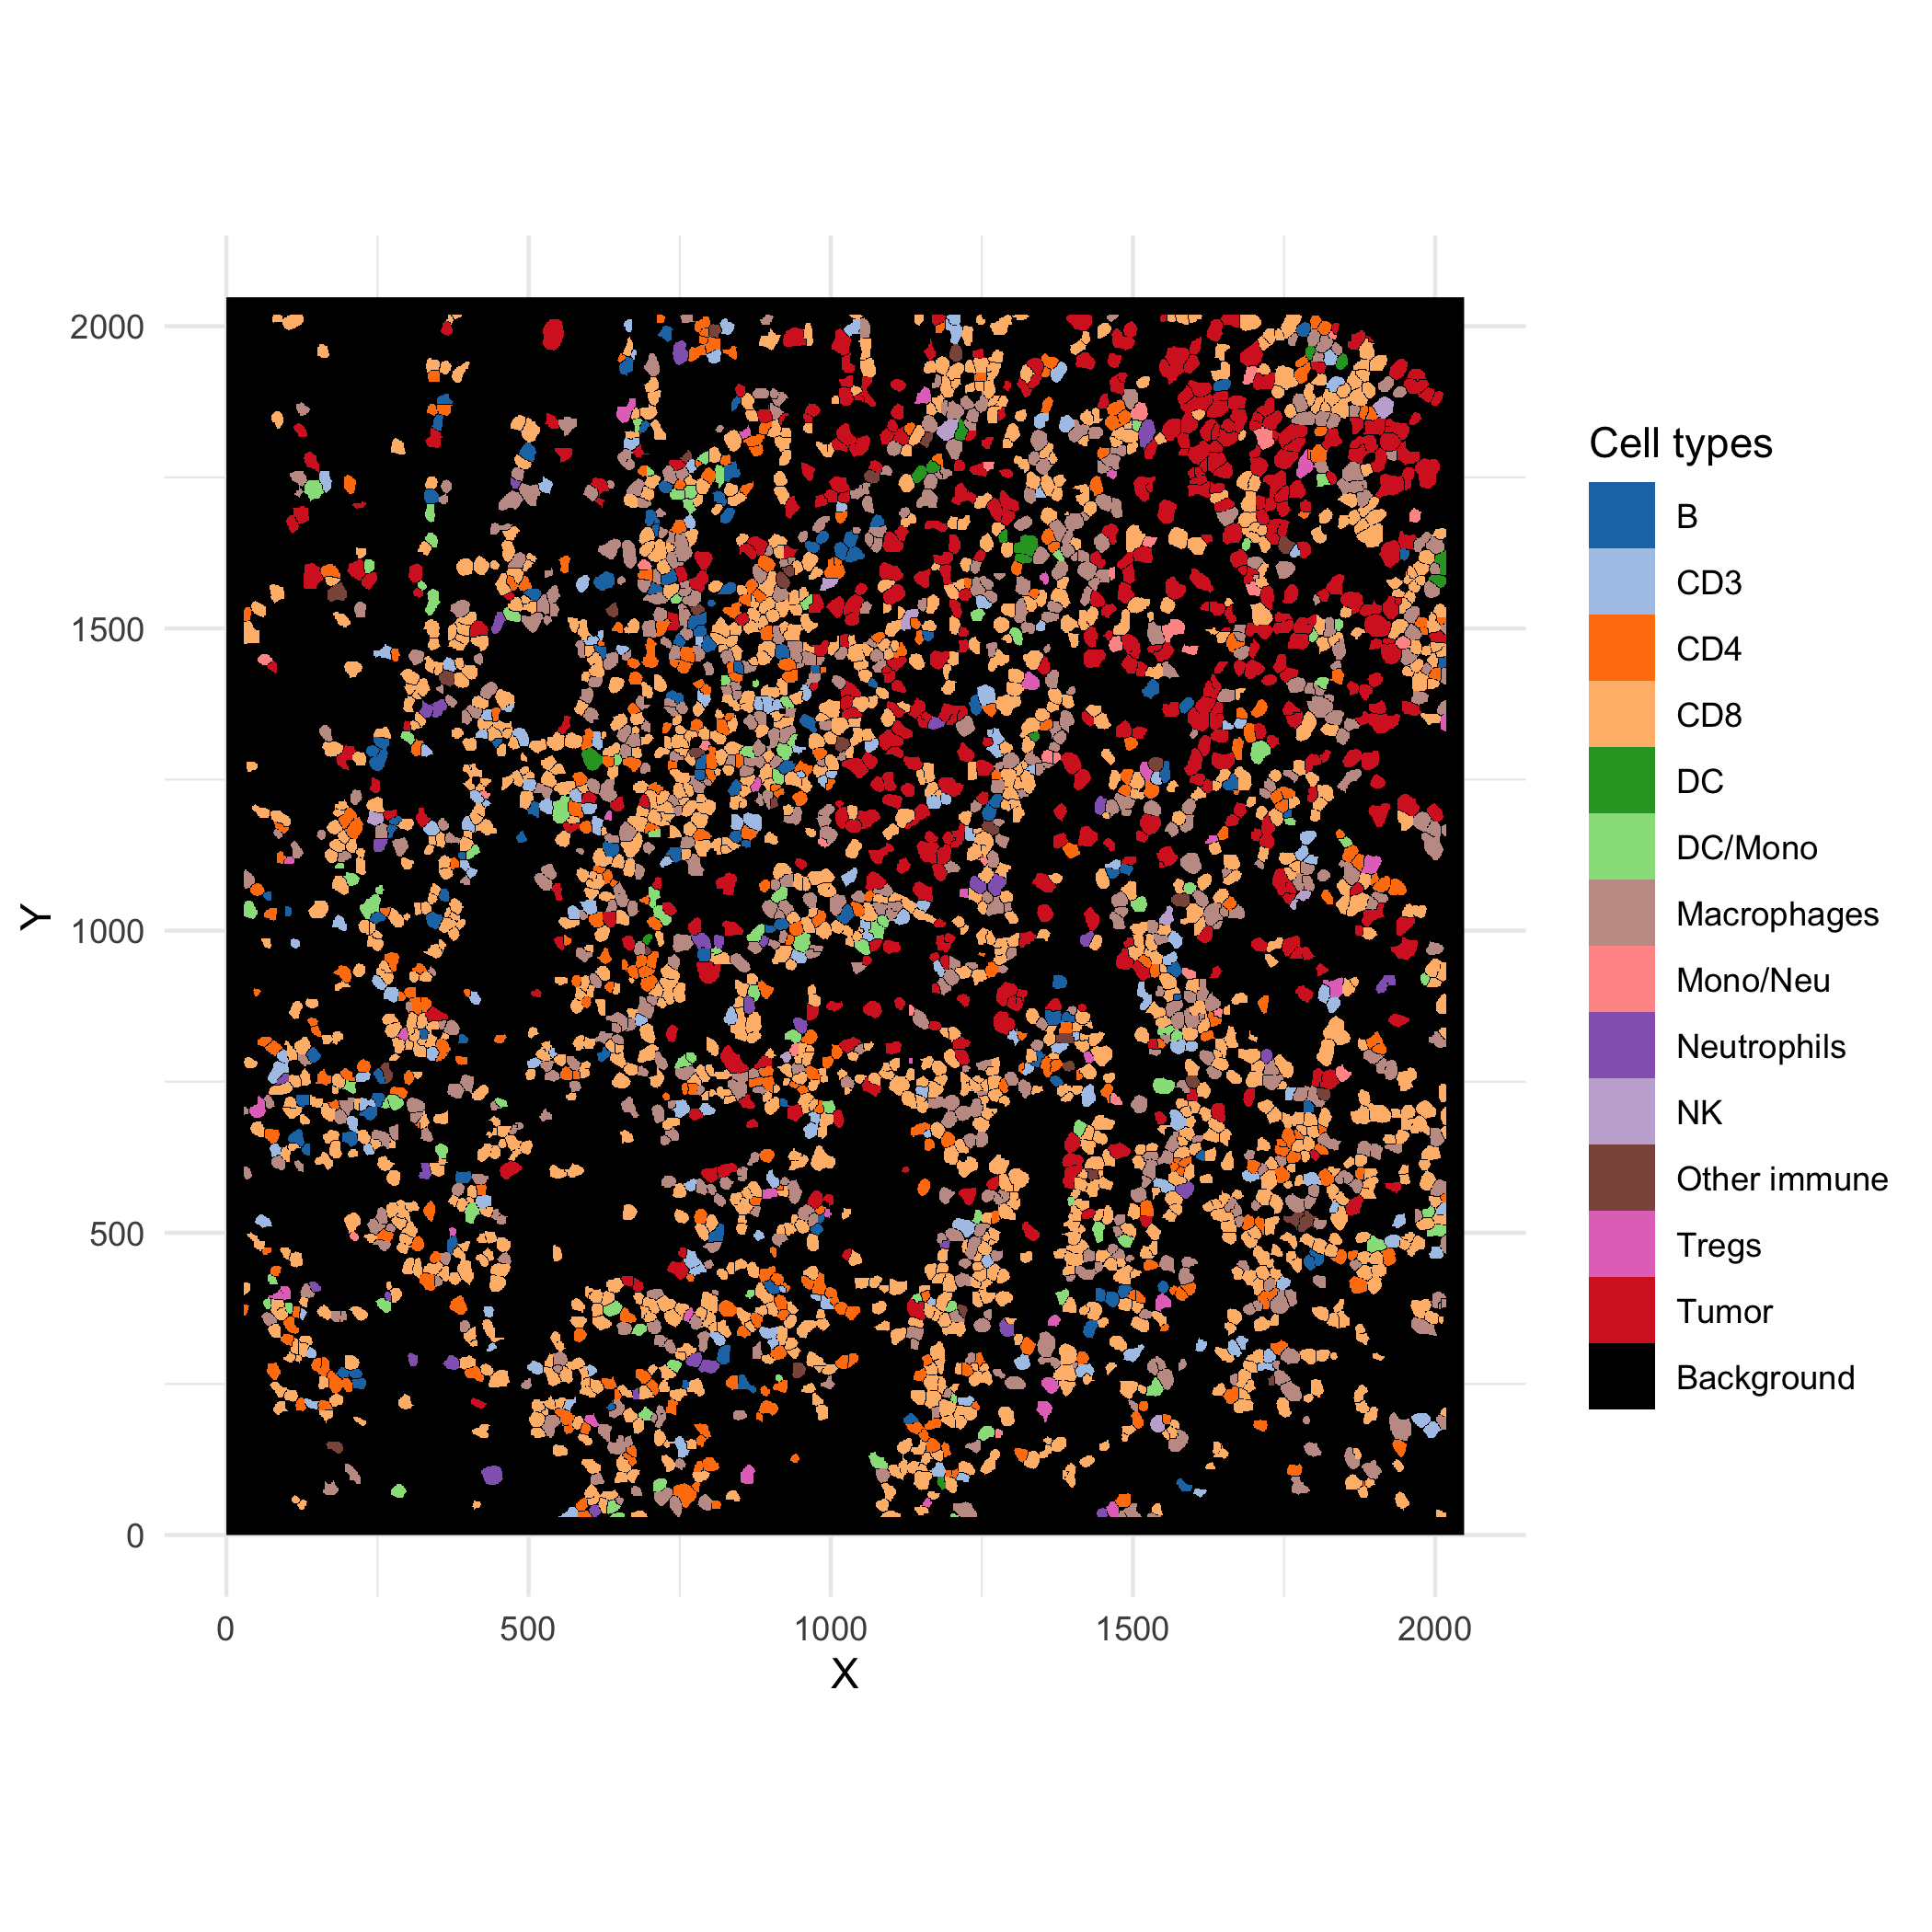 2000
1500
1000
500
0
Y
0 500 1000 1500 2000
X
Cell types
B
CD3
CD4
CD8
DC
DC/Mono
Macrophages
Mono/Neu
Neutrophils
NK
Other immune
Tregs
Tumor
Background